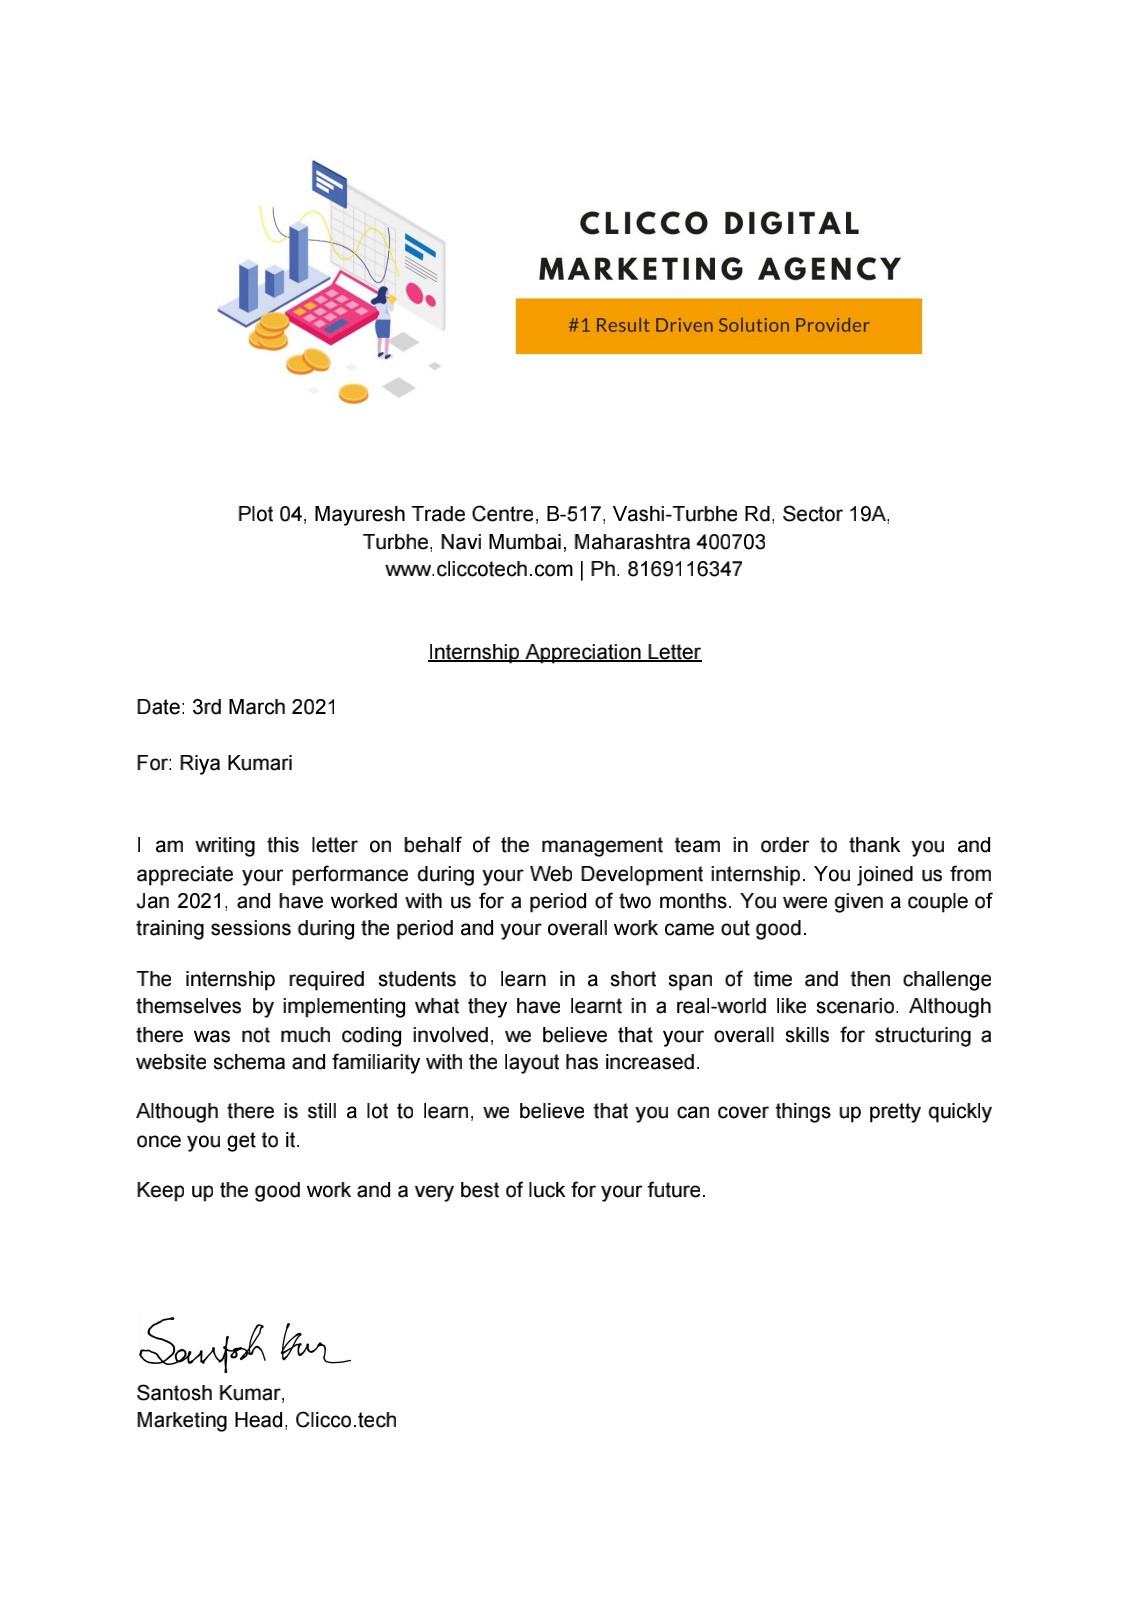 CLICCO DIGITAL
MARKETING AGENCY
#1 Result Driven Solution Provider
Plot 04, Mayuresh Trade Centre, B-517, Vashi-Turbhe Rd, Sector 19A,
Turbhe, Navi Mumbai, Maharashtra 400703
www.cliccotech.com | Ph. 8169116347
Internship Appreciation Letter
Date: 3rd March 2021
For: Riya Kumari
I am writing this letter on behalf of the management team in order to thank you and
appreciate your performance during your Web Development internship. You joined us from
Jan 2021, and have worked with us for a period of two months. You were given a couple of
training sessions during the period and your overall work came out good.
The internship required students to learn in a short span of time and then challenge
themselves by implementing what they have learnt in a real-world like scenario. Although
there was not much coding involved, we believe that your overall skills for structuring a
website schema and familiarity with the layout has increased.
Although there is still a lot to learn, we believe that you can cover things up pretty quickly
once you get to it.
Keep up the good work and a very best of luck for your future.
Santosh Kur
Santosh Kumar,
Marketing Head, Clicco.tech